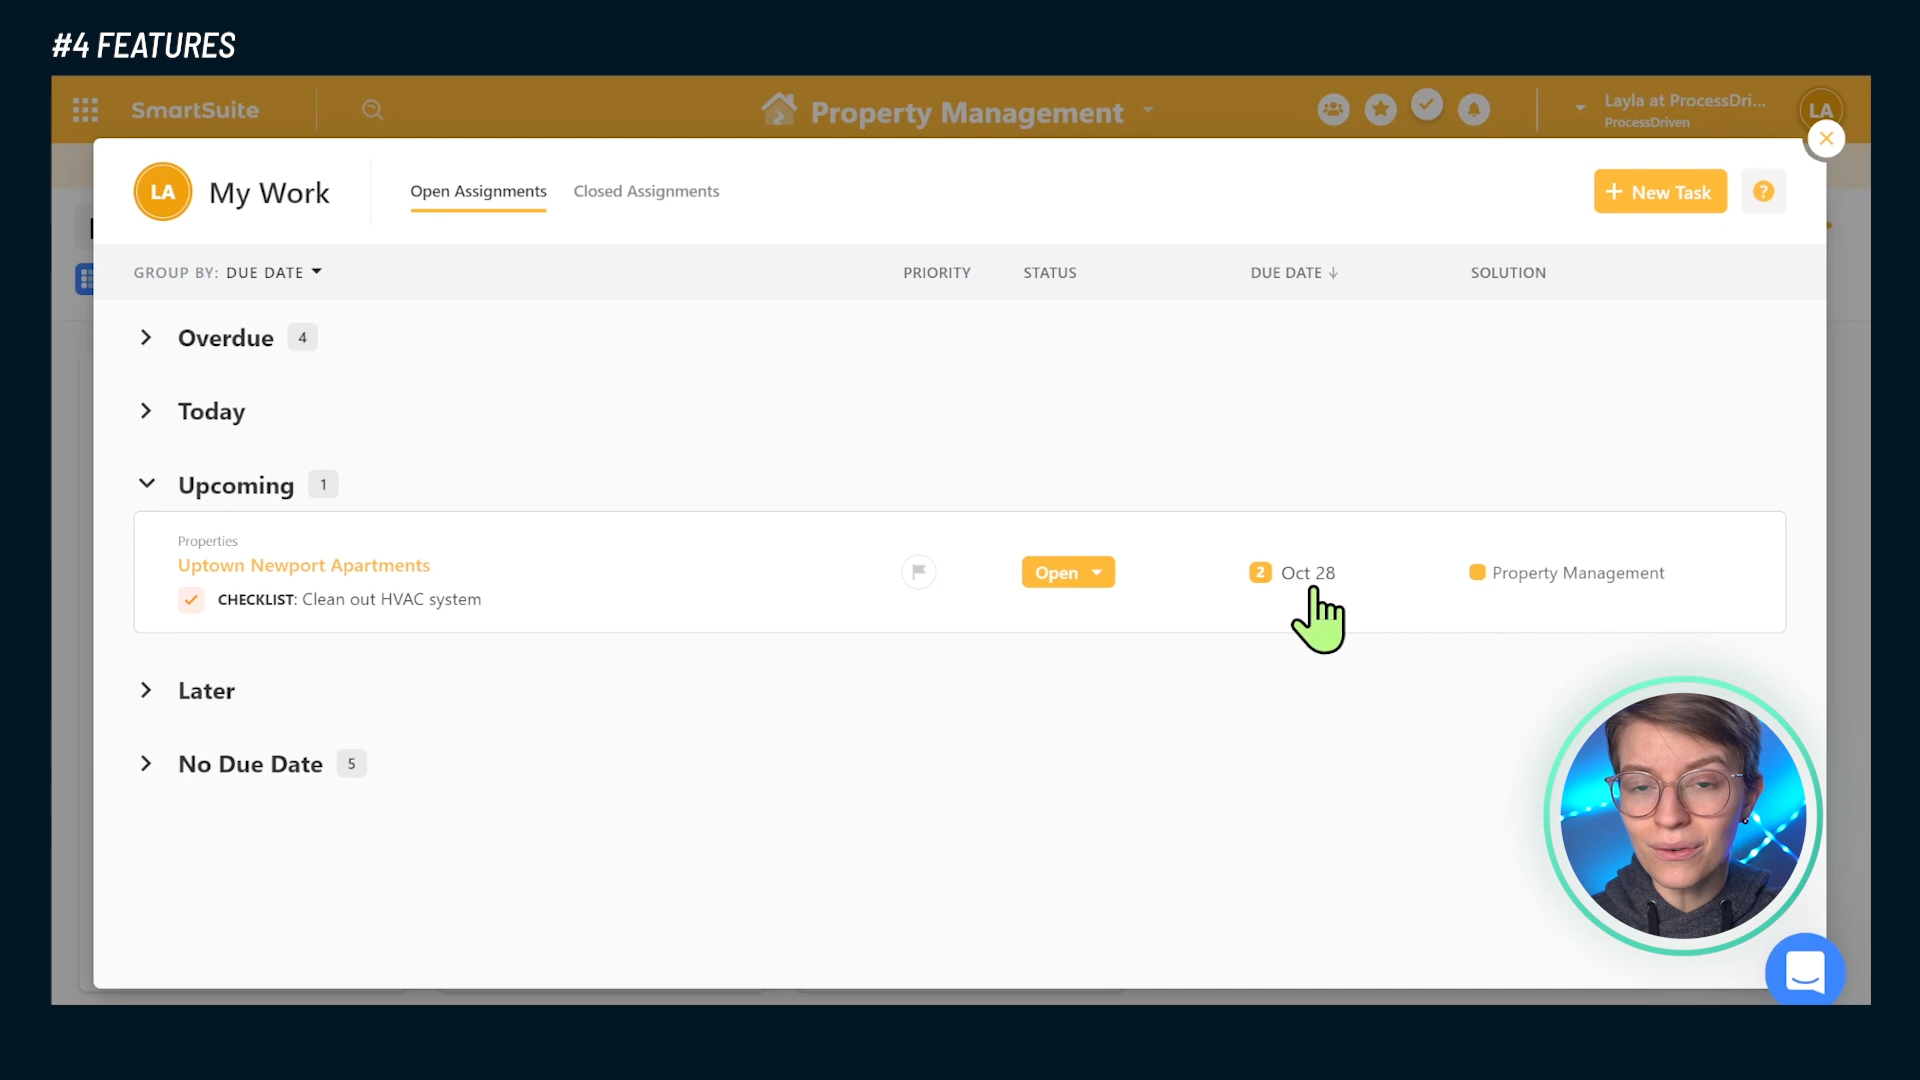 #4 FEATURES
SmartSuite
Property Management
Layla at ProcessDri...
ProcessDriven
LA
LA
My Work
Open Assignments
Closed Assignments
+ New Task
?
GROUP BY: DUE DATE
PRIORITY
STATUS
DUE DATE ↓
SOLUTION
Overdue 4
Today
Upcoming 1
Properties
Uptown Newport Apartments
CHECKLIST: Clean out HVAC system
Open
2 Oct 28
Property Management
Later
No Due Date 5